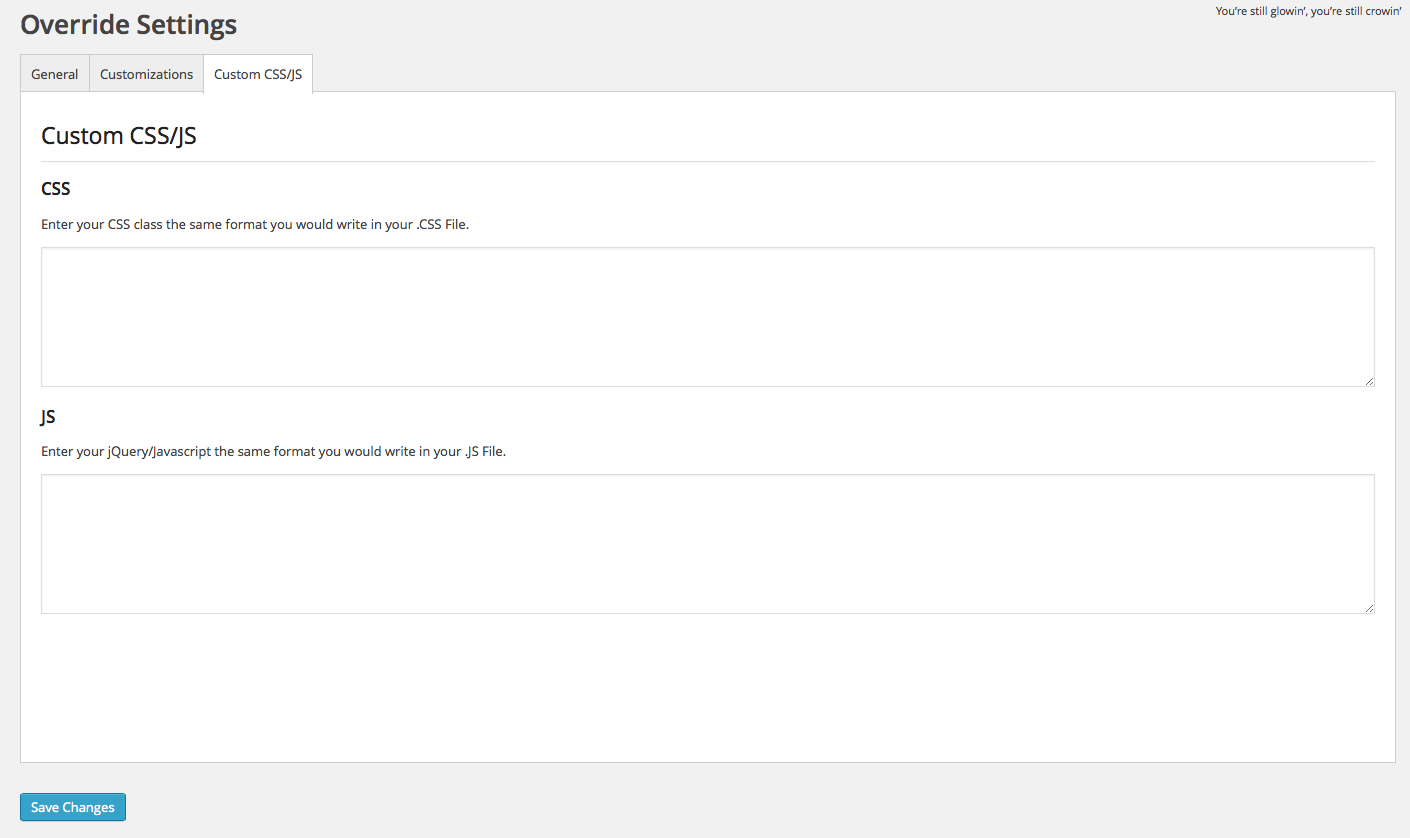 You’re still glowin’, you’re still crowin’
Override Settings
General Customizations Custom CSS/JS
Custom CSS/JS
CSS
Enter your CSS class the same format you would write in your .CSS File.
JS
Enter your jQuery/Javascript the same format you would write in your .JS File.
Save Changes